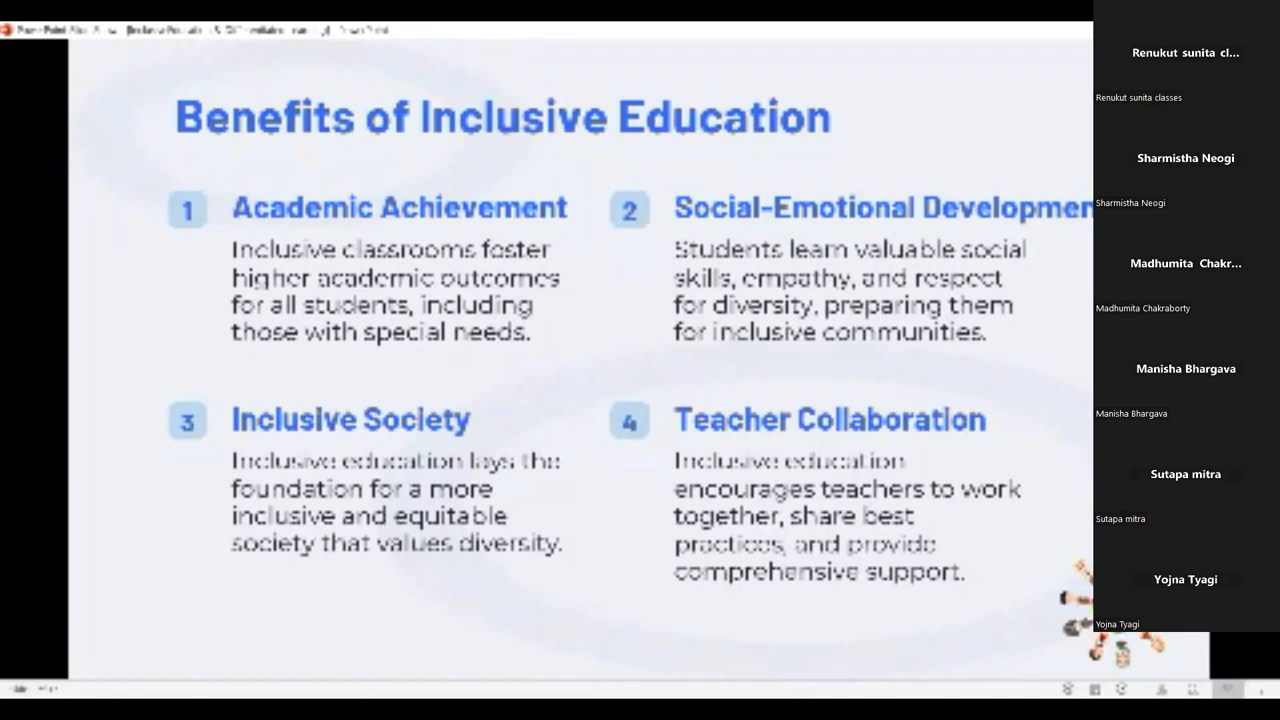 Benefits of Inclusive Education
1 Academic Achievement
Inclusive classrooms foster
higher academic outcomes
for all students, including
those with special needs.
2 Social-Emotional Developmen
Students learn valuable social
skills, empathy, and respect
for diversity, preparing them
for inclusive communities.
3 Inclusive Society
Inclusive education lays the
foundation for a more
inclusive and equitable
society that values diversity.
4 Teacher Collaboration
Inclusive education
encourages teachers to work
together, share best
practices, and provide
comprehensive support.
Renukut sunita cl...
Renukut sunita classes
Sharmistha Neogi
Sharmistha Neogi
Madhumita Chakr...
Madhumita Chakraborty
Manisha Bhargava
Manisha Bhargava
Sutapa mitra
Sutapa mitra
Yojna Tyagi
Yojna Tyagi